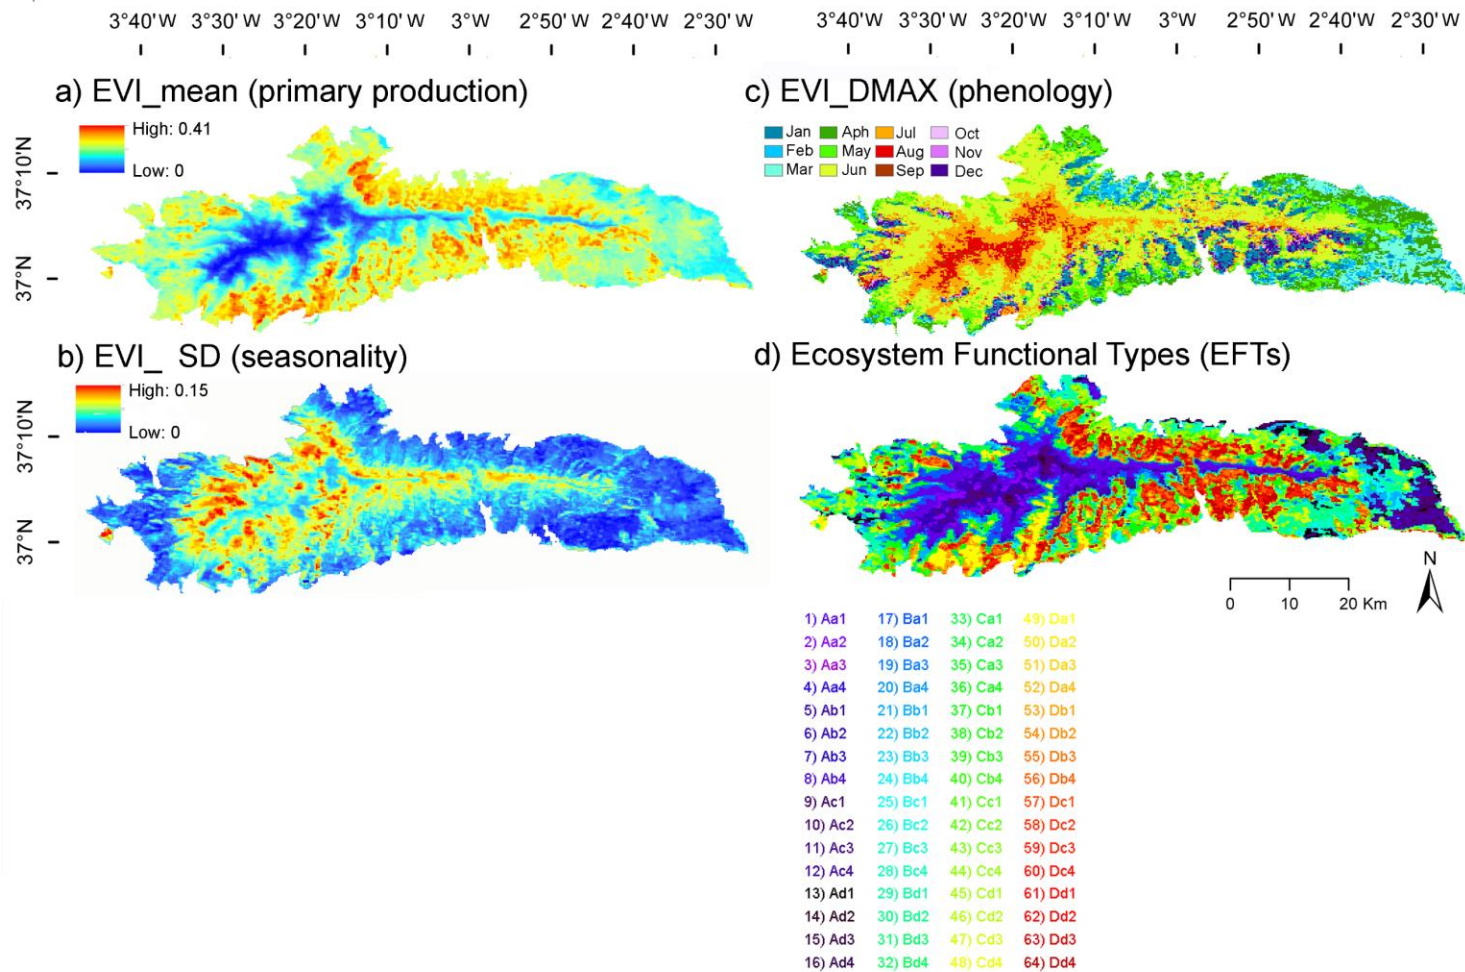 3°40' W 3°30' W 3°20' W 3°10' W 3° W 2°50' W 2°40' W 2°30' W
3°40' W 3°30' W 3°20' W 3°10' W 3° W 2°50' W 2°40' W 2°30' W
a) EVI_mean (primary production)
High: 0.41
Low: 0
37°10'N
37°N
c) EVI_DMAX (phenology)
Jan Aph Jul Oct
Feb May Aug Nov
Mar Jun Sep Dec
b) EVI_ SD (seasonality)
High: 0.15
Low: 0
37°10'N
37°N
d) Ecosystem Functional Types (EFTs)
N
0 10 20 Km
1) Aa1 17) Ba1 33) Ca1 49) Da1
2) Aa2 18) Ba2 34) Ca2 50) Da2
3) Aa3 19) Ba3 35) Ca3 51) Da3
4) Aa4 20) Ba4 36) Ca4 52) Da4
5) Ab1 21) Bb1 37) Cb1 53) Db1
6) Ab2 22) Bb2 38) Cb2 54) Db2
7) Ab3 23) Bb3 39) Cb3 55) Db3
8) Ab4 24) Bb4 40) Cb4 56) Db4
9) Ac1 25) Bc1 41) Cc1 57) Dc1
10) Ac2 26) Bc2 42) Cc2 58) Dc2
11) Ac3 27) Bc3 43) Cc3 59) Dc3
12) Ac4 28) Bc4 44) Cc4 60) Dc4
13) Ad1 29) Bd1 45) Cd1 61) Dd1
14) Ad2 30) Bd2 46) Cd2 62) Dd2
15) Ad3 31) Bd3 47) Cd3 63) Dd3
16) Ad4 32) Bd4 48) Cd4 64) Dd4